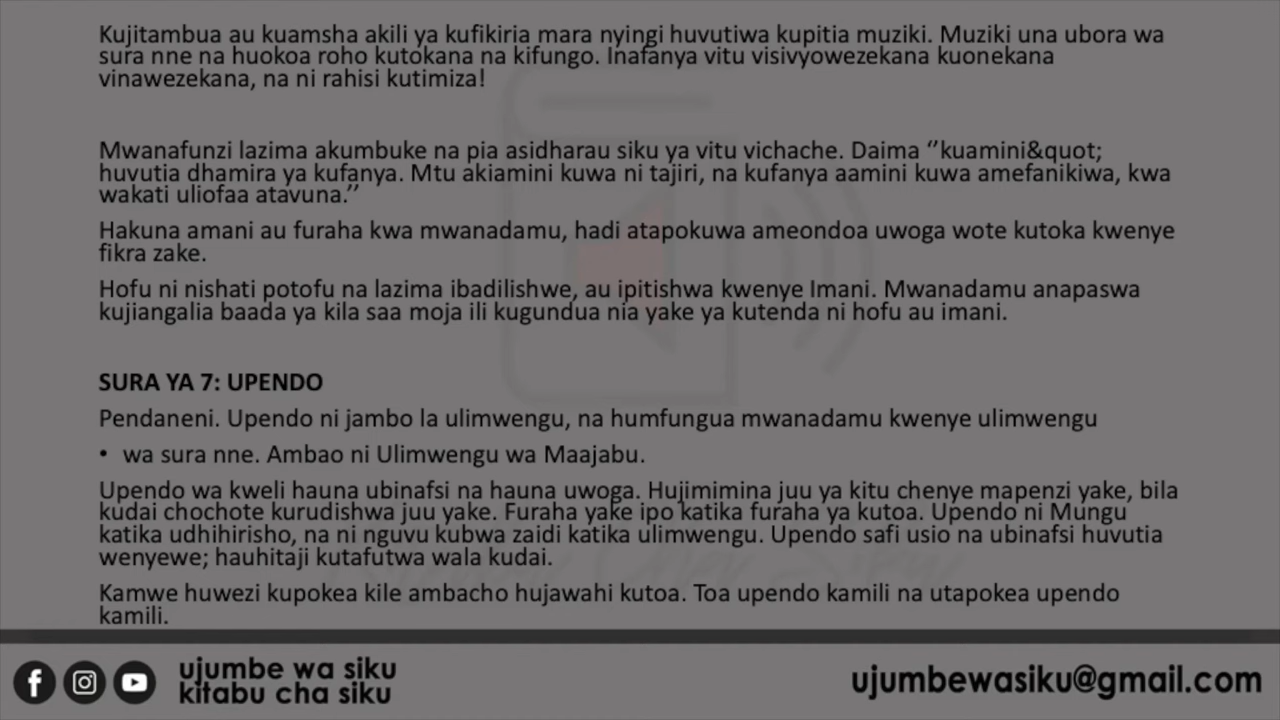 Kujitambua au kuamsha akili ya kufikiria mara nyingi huvutiwa kupitia muziki. Muziki una ubora wa
sura nne na huokoa roho kutokana na kifungo. Inafanya vitu visivyowezekana kuonekana
vinawezekana, na ni rahisi kutimiza!
Mwanafunzi lazima akumbuke na pia asidharau siku ya vitu vichache. Daima ‘’kuamini&quot;
huvutia dhamira ya kufanya. Mtu akiamini kuwa ni tajiri, na kufanya aamini kuwa amefanikiwa, kwa
wakati uliofaa atavuna.’’
Hakuna amani au furaha kwa mwanadamu, hadi atapokuwa ameondoa uwoga wote kutoka kwenye
fikra zake.
Hofu ni nishati potofu na lazima ibadilishwe, au ipitishwa kwenye Imani. Mwanadamu anapaswa
kujiangalia baada ya kila saa moja ili kugundua nia yake ya kutenda ni hofu au imani.
SURA YA 7: UPENDO
Pendaneni. Upendo ni jambo la ulimwengu, na humfungua mwanadamu kwenye ulimwengu
• wa sura nne. Ambao ni Ulimwengu wa Maajabu.
Upendo wa kweli hauna ubinafsi na hauna uwoga. Hujimimina juu ya kitu chenye mapenzi yake, bila
kudai chochote kurudishwa juu yake. Furaha yake ipo katika furaha ya kutoa. Upendo ni Mungu
katika udhihirisho, na ni nguvu kubwa zaidi katika ulimwengu. Upendo safi usio na ubinafsi huvutia
wenyewe; hauhitaji kutafutwa wala kudai.
Kamwe huwezi kupokea kile ambacho hujawahi kutoa. Toa upendo kamili na utapokea upendo
kamili.
ujumbe wa siku
kitabu cha siku
ujumbewasiku@gmail.com